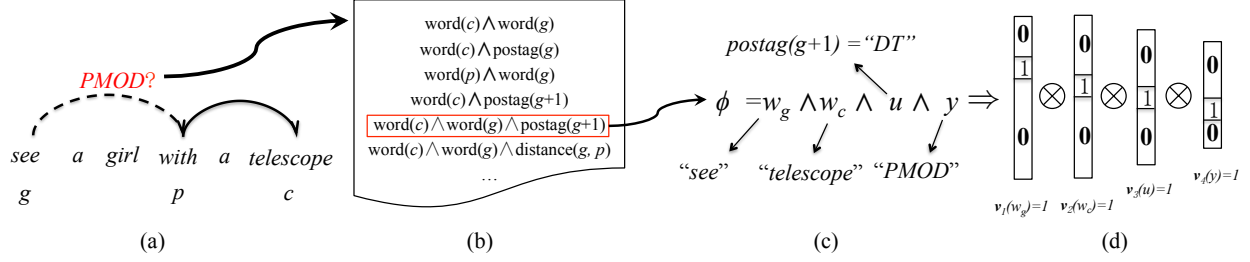 PMOD?
see a girl with a telescope
g p c
(a)
word(c)∧word(g)
word(c)∧postag(g)
word(p)∧word(g)
word(c)∧postag(g+1)
word(c)∧word(g)∧postag(g+1)
word(c)∧word(g)∧distance(g, p)
…
(b)
postag(g+1) =“DT”
ϕ =w_g ∧w_c ∧ u ∧ y ⇒
“see” “telescope” “PMOD”
(c)
0 1 0 ⊗ 0 1 0 ⊗ 0 1 0 ⊗ 0 1 0
v_1(w_g)=1 v_2(w_c)=1 v_3(u)=1 v_4(y)=1
(d)